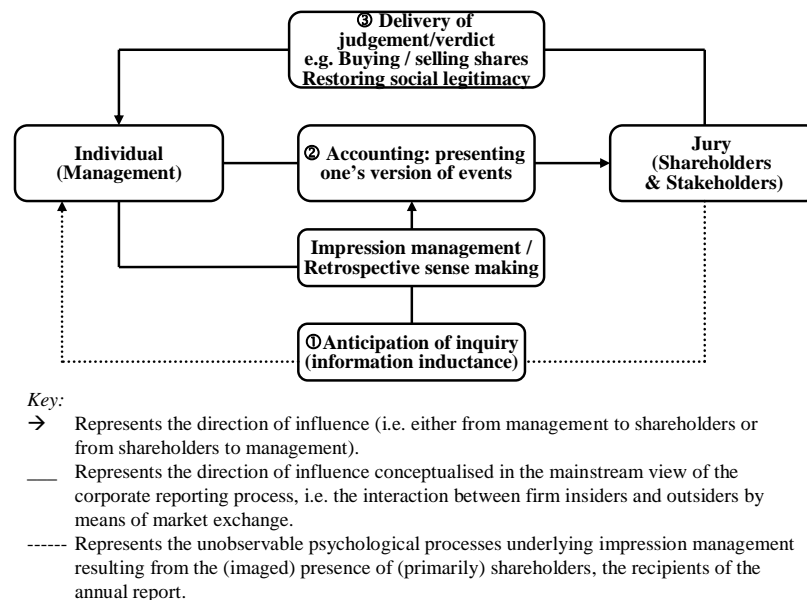 ③ Delivery of
judgement/verdict
e.g. Buying / selling shares
Restoring social legitimacy
Individual
(Management)
② Accounting: presenting
one's version of events
Jury
(Shareholders
& Stakeholders)
Impression management /
Retrospective sense making
①Anticipation of inquiry
(information inductance)
Key:
→ Represents the direction of influence (i.e. either from management to shareholders or
from shareholders to management).
___ Represents the direction of influence conceptualised in the mainstream view of the
corporate reporting process, i.e. the interaction between firm insiders and outsiders by
means of market exchange.
------ Represents the unobservable psychological processes underlying impression management
resulting from the (imaged) presence of (primarily) shareholders, the recipients of the
annual report.